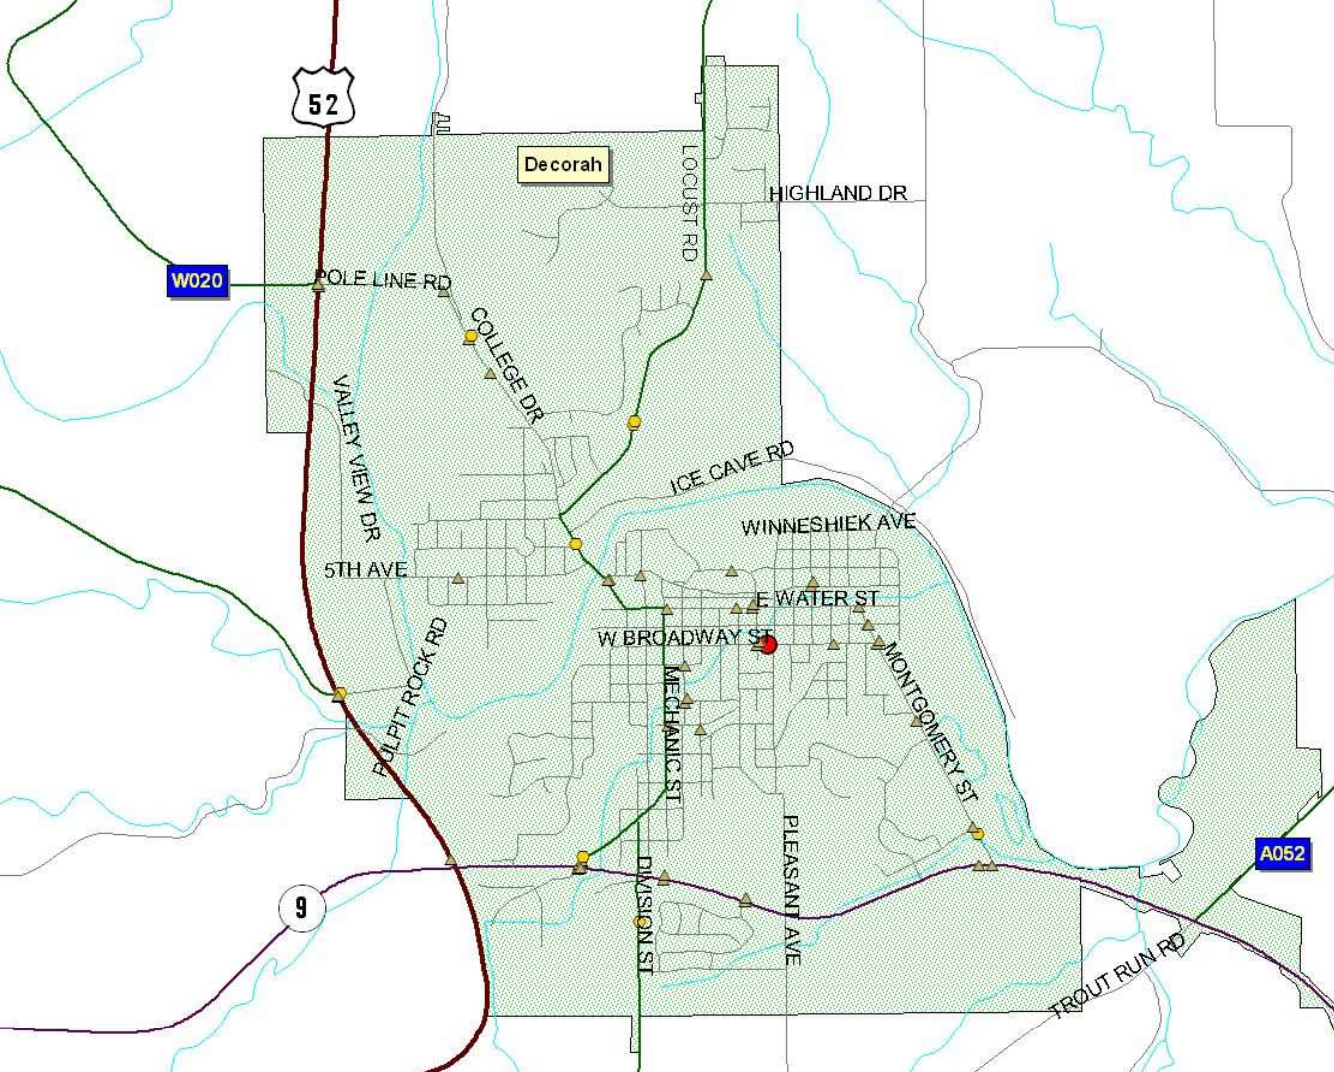 52
Decorah
LOCUST RD
HIGHLAND DR
W020
POLE LINE RD
COLLEGE DR
VALLEY VIEW DR
ICE CAVE RD
WINNESHIEK AVE
5TH AVE
E WATER ST
W BROADWAY ST
PULPIT ROCK RD
MECHANIC ST
MONTGOMERY ST
PLEASANT AVE
A052
DIVISION ST
9
TROUT RUN RD